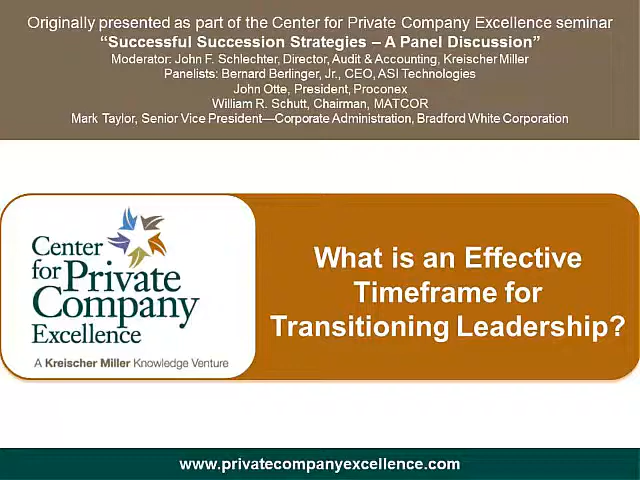 Originally presented as part of the Center for Private Company Excellence seminar
“Successful Succession Strategies – A Panel Discussion”
Moderator: John F. Schlechter, Director, Audit & Accounting, Kreischer Miller
Panelists: Bernard Berlinger, Jr., CEO, ASI Technologies
John Otte, President, Proconex
William R. Schutt, Chairman, MATCOR
Mark Taylor, Senior Vice President—Corporate Administration, Bradford White Corporation
Center
for Private
Company
Excellence
A Kreischer Miller Knowledge Venture
What is an Effective
Timeframe for
Transitioning Leadership?
www.privatecompanyexcellence.com